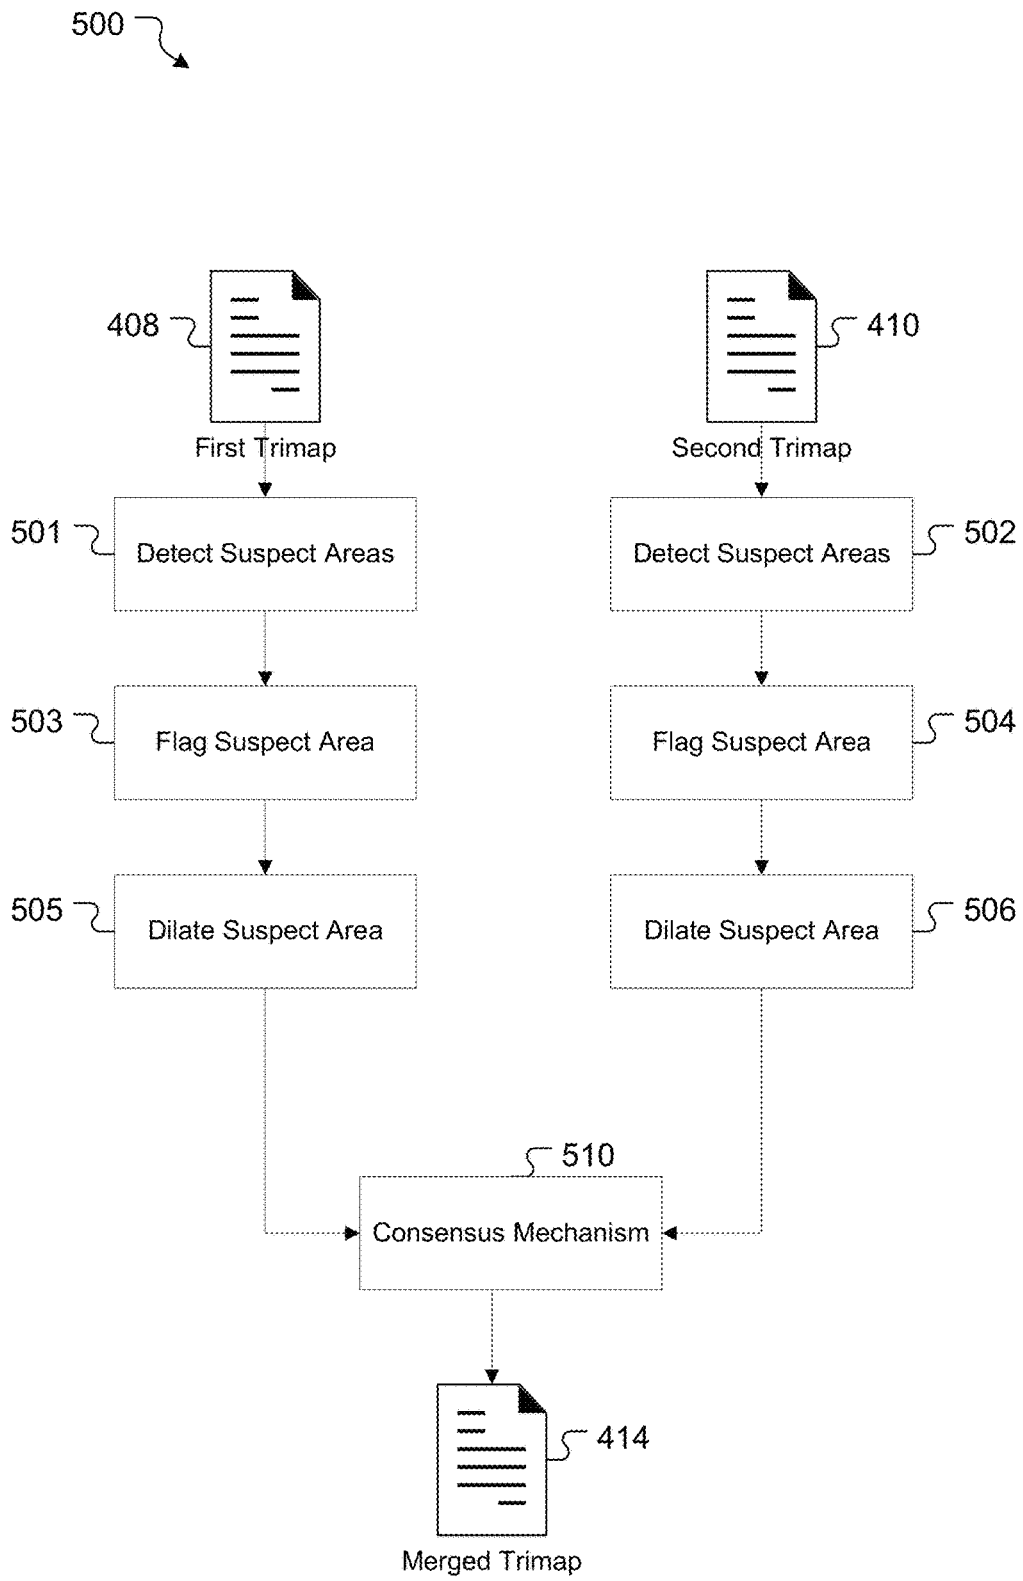 500
408
410
First Trimap
Second Trimap
501
Detect Suspect Areas
Detect Suspect Areas
502
503
Flag Suspect Area
Flag Suspect Area
504
505
Dilate Suspect Area
Dilate Suspect Area
506
510
Consensus Mechanism
414
Merged Trimap